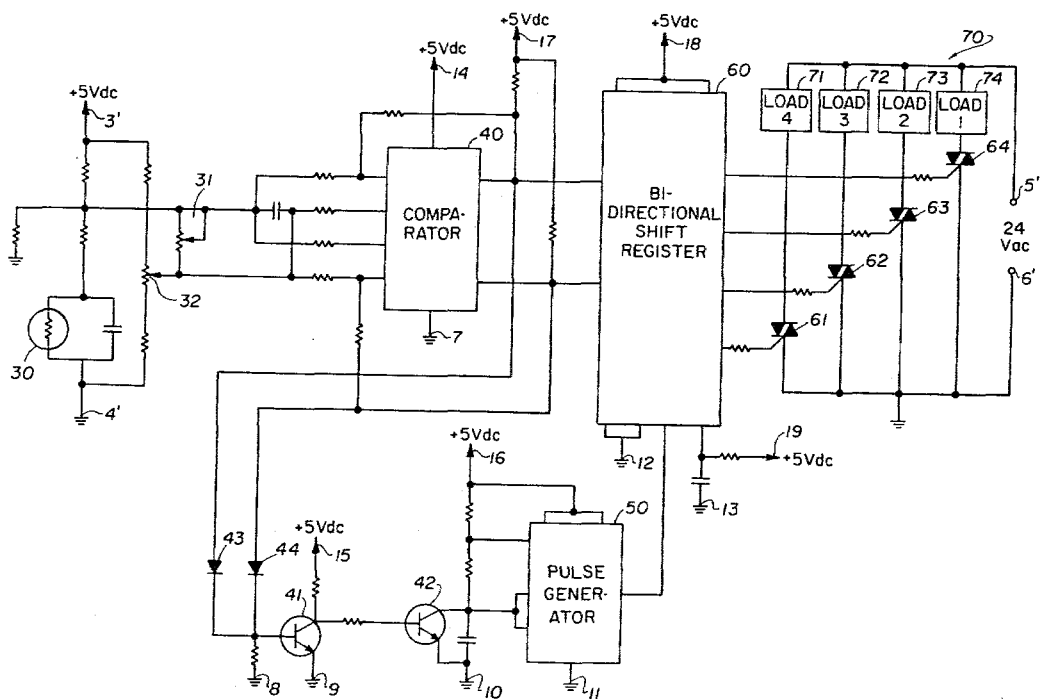 +5Vdc
17
+5Vdc
18
70
+5Vdc
14
60
71
72
73
74
+5Vdc
3'
LOAD
4
LOAD
3
LOAD
2
LOAD
1
40
64
5'
31
COMPA-
RATOR
BI-
DIRECTIONAL
SHIFT
REGISTER
63
24
Vac
32
62
6'
30
7
61
4'
+5Vdc
16
12
19
+5Vdc
13
50
43
44
+5Vdc
15
42
41
PULSE
GENER-
ATOR
8
9
10
11